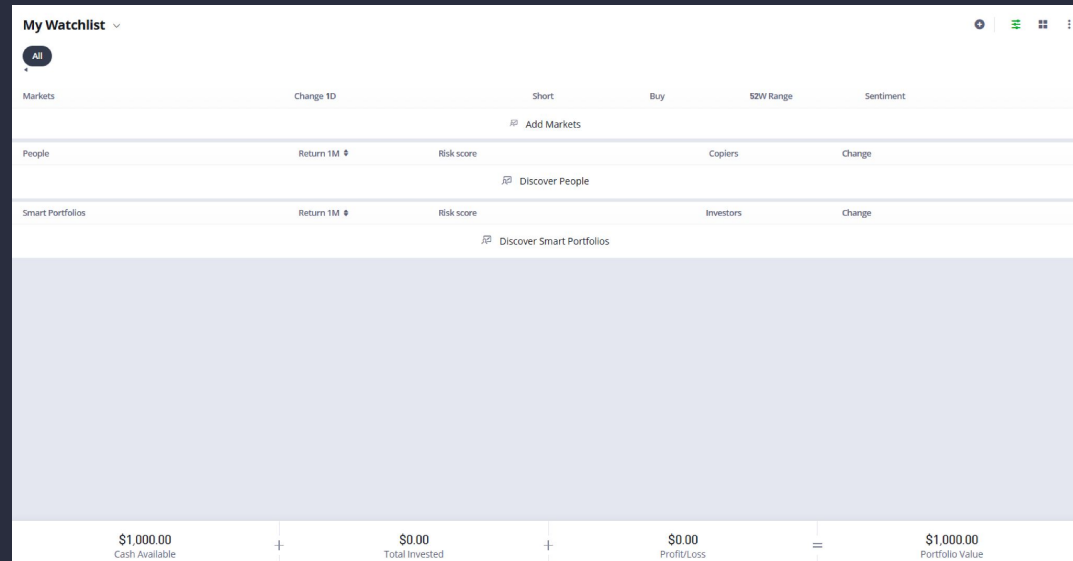 My Watchlist
All
Markets Change 1D Short Buy 52W Range Sentiment
Add Markets
People Return 1M Risk score Copiers Change
Discover People
Smart Portfolios Return 1M Risk score Investors Change
Discover Smart Portfolios
$1,000.00 + $0.00 + $0.00 = $1,000.00
Cash Available Total Invested Profit/Loss Portfolio Value